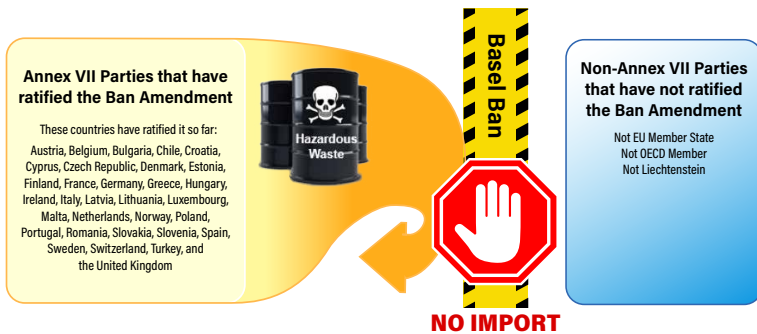 Annex VII Parties that have
ratified the Ban Amendment
These countries have ratified it so far:
Austria, Belgium, Bulgaria, Chile, Croatia,
Cyprus, Czech Republic, Denmark, Estonia,
Finland, France, Germany, Greece, Hungary,
Ireland, Italy, Latvia, Lithuania, Luxembourg,
Malta, Netherlands, Norway, Poland,
Portugal, Romania, Slovakia, Slovenia, Spain,
Sweden, Switzerland, Turkey, and
the United Kingdom
Hazardous
Waste
Basel Ban
NO IMPORT
Non-Annex VII Parties
that have not ratified
the Ban Amendment
Not EU Member State
Not OECD Member
Not Liechtenstein